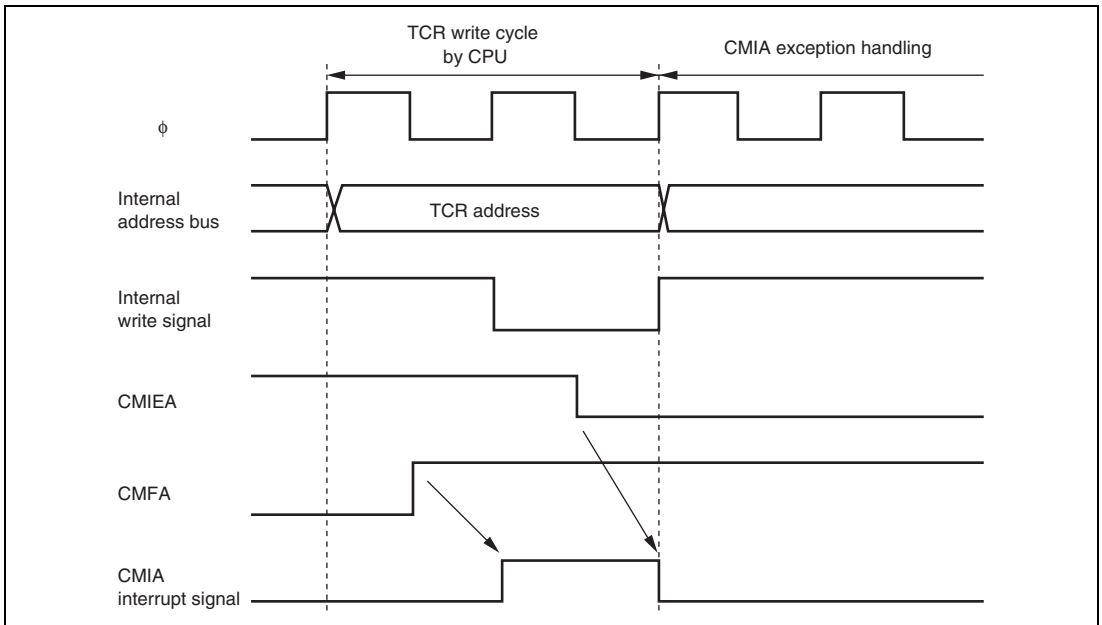 TCR write cycle
by CPU
CMIA exception handling
ϕ
Internal
address bus
TCR address
Internal
write signal
CMIEA
CMFA
CMIA
interrupt signal